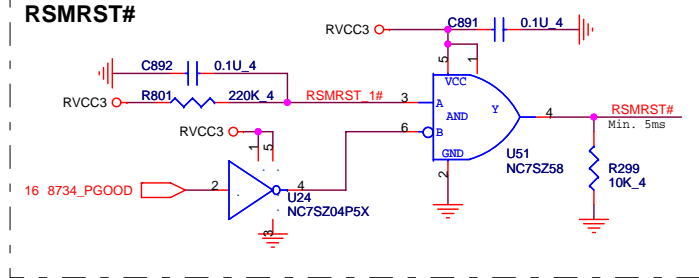 RSMRST#
RVCC3
C891
0.1U_4
C892
0.1U_4
5
1
VCC
RVCC3
R801
220K_4
RSMRST_1#
3
A
AND
Y
4
RSMRST#
Min. 5ms
RVCC3
6
B
1
5
GND
U51
NC7SZ58
2
R299
10K_4
16 8734_PGOOD
2
4
U24
NC7SZ04P5X
3